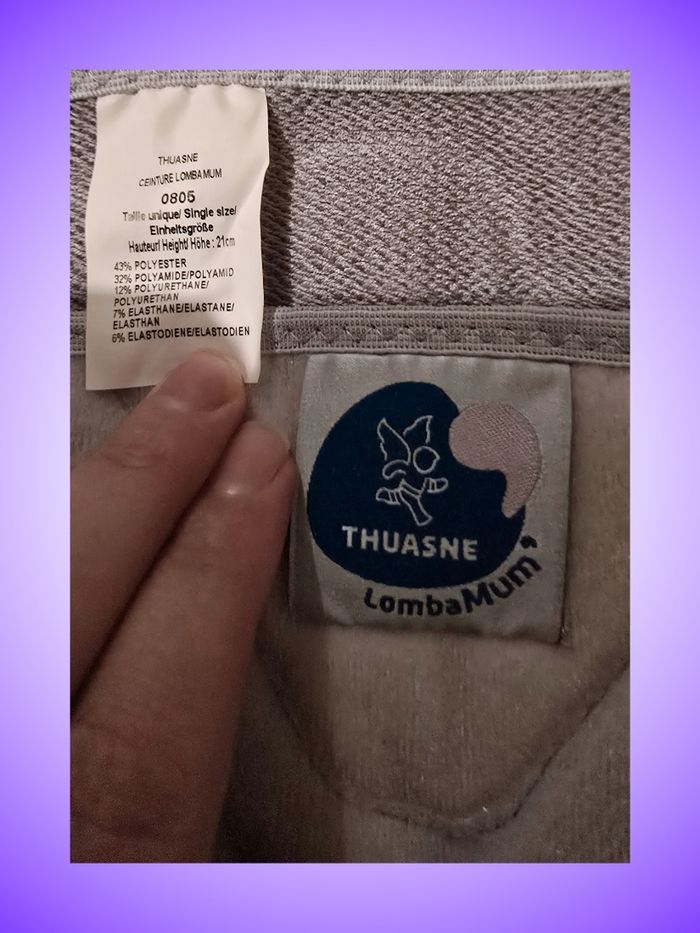 THUASNE
CEINTURE LOMBAMUM
0805
Taille unique/ Single size/
Einheitsgröße
Hauteur/ Height/ Höhe : 21cm
43% POLYESTER
32% POLYAMIDE/POLYAMID
12% POLYURETHANE/
POLYURETHAN
7% ELASTHANE/ELASTANE/
ELASTHAN
6% ELASTODIENE/ELASTODIEN
THUASNE
LombaMum'